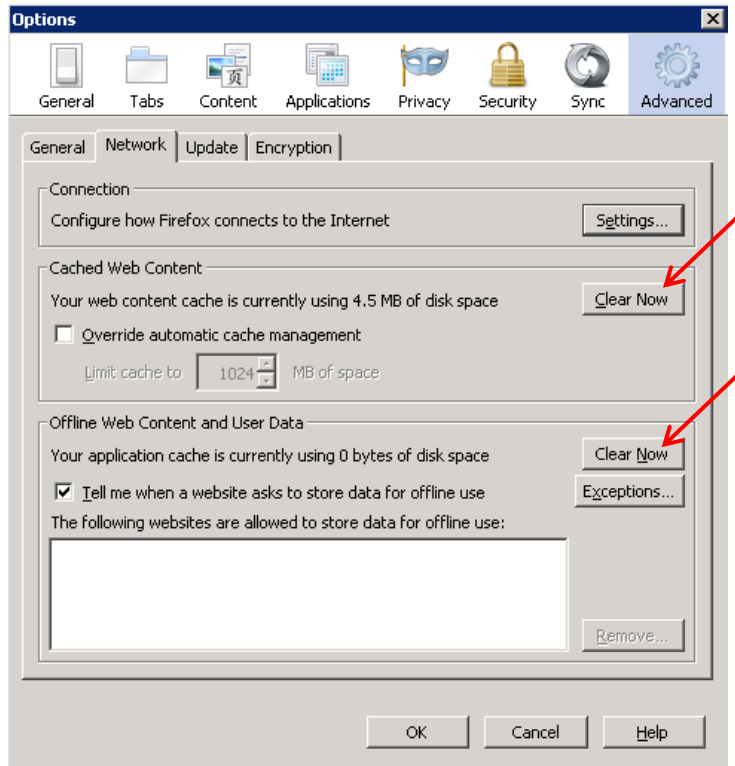 Options
页
General Tabs Content Applications Privacy Security Sync Advanced
General Network Update Encryption
Connection
Configure how Firefox connects to the Internet Settings...
Cached Web Content
Your web content cache is currently using 4.5 MB of disk space Clear Now
Override automatic cache management
Limit cache to 1024 MB of space
Offline Web Content and User Data
Your application cache is currently using 0 bytes of disk space Clear Now
Tell me when a website asks to store data for offline use Exceptions...
The following websites are allowed to store data for offline use:
Remove...
OK Cancel Help